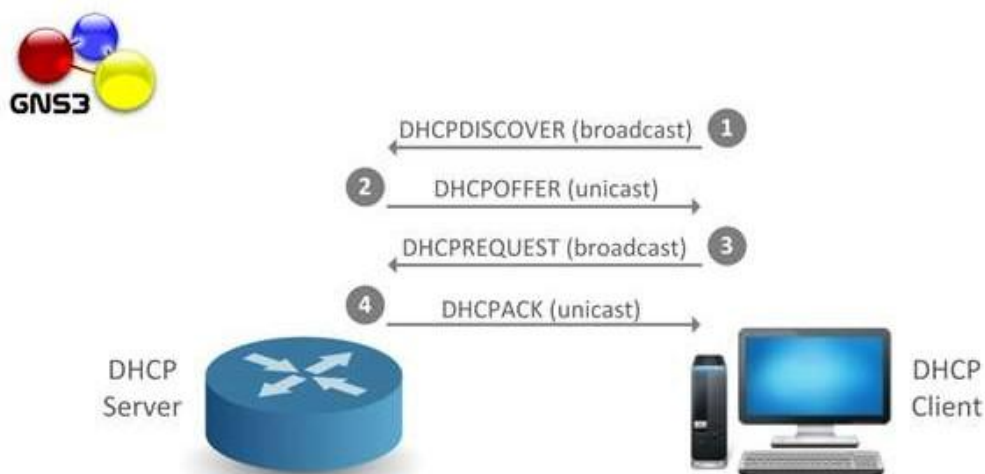 GNS3
DHCPDISCOVER (broadcast) 1
2 DHCPOFFER (unicast)
DHCPREQUEST (broadcast) 3
4 DHCPACK (unicast)
DHCP
Server
DHCP
Client